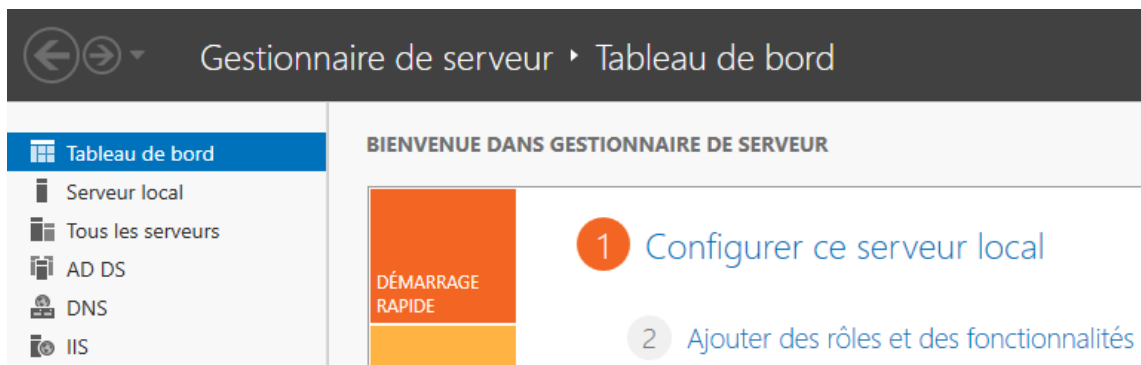 Gestionnaire de serveur ‣ Tableau de bord
Tableau de bord
Serveur local
Tous les serveurs
AD DS
DNS
IIS
BIENVENUE DANS GESTIONNAIRE DE SERVEUR
DÉMARRAGE
RAPIDE
1 Configurer ce serveur local
2 Ajouter des rôles et des fonctionnalités